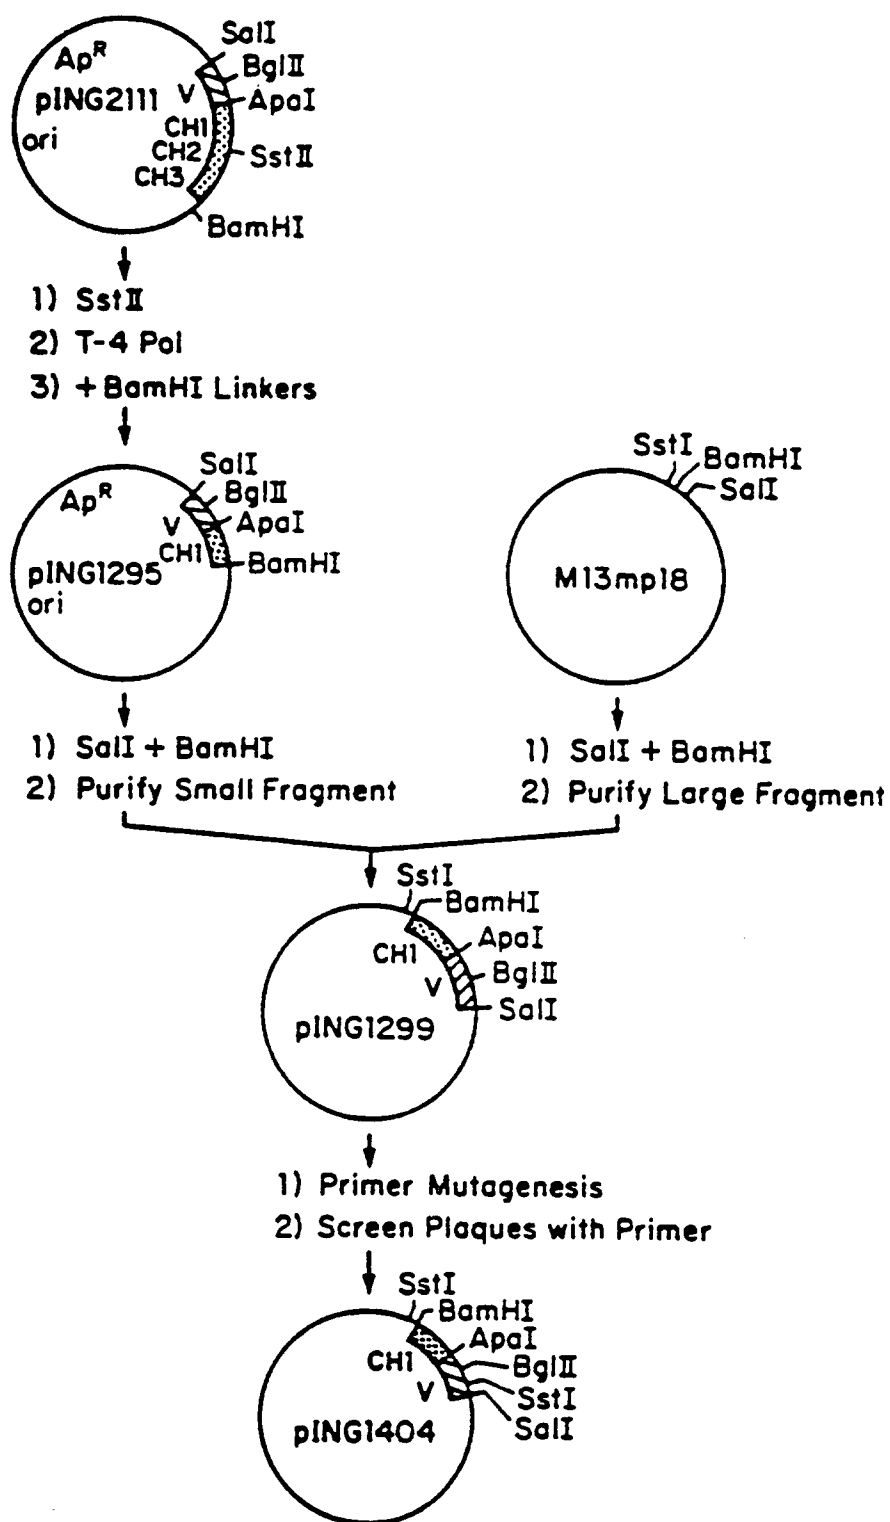 SalI
BglII
ApaI
SstII
BamHI
Ap^R
pING2111
ori
V
CH1
CH2
CH3
1) SstII
2) T-4 Pol
3) +BamHI Linkers
SalI
BglII
ApaI
BamHI
Ap^R
V
CH1
pING1295
ori
SstI
BamHI
SalI
M13mp18
1) SalI + BamHI
2) Purify Small Fragment
1) SalI + BamHI
2) Purify Large Fragment
SstI
BamHI
ApaI
BglII
SalI
CH1
V
pING1299
1) Primer Mutagenesis
2) Screen Plaques with Primer
SstI
BamHI
ApaI
BglII
SstI
SalI
CH1
V
pING1404